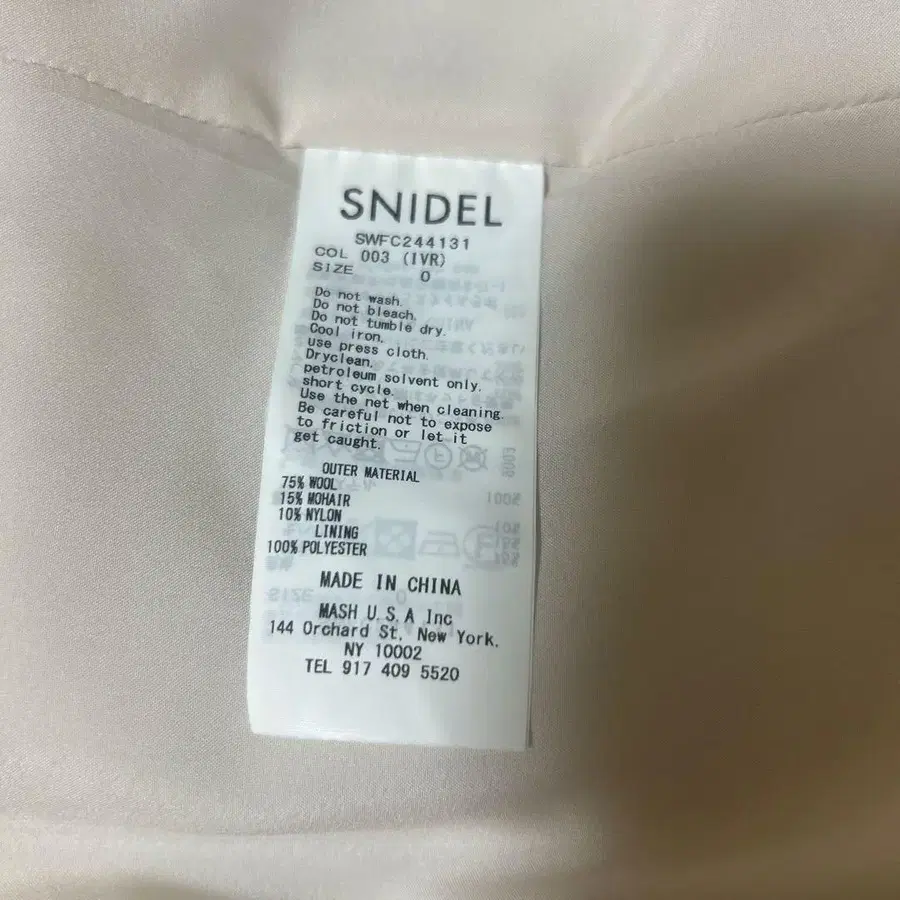 SNIDEL
SWFC244131
COL 003 (IVR)
SIZE 0
Do not wash.
Do not bleach.
Do not tumble dry.
Cool iron.
use press cloth.
Dryclean.
petroleum solvent only.
short cycle.
Use the net when cleaning.
Be careful not to expose
to friction or let it
get caught.
OUTER MATERIAL
75% WOOL
15% MOHAIR
10% NYLON
LINING
100% POLYESTER
MADE IN CHINA
MASH U.S.A Inc
144 Orchard St. New York.
NY 10002
TEL 917 409 5520